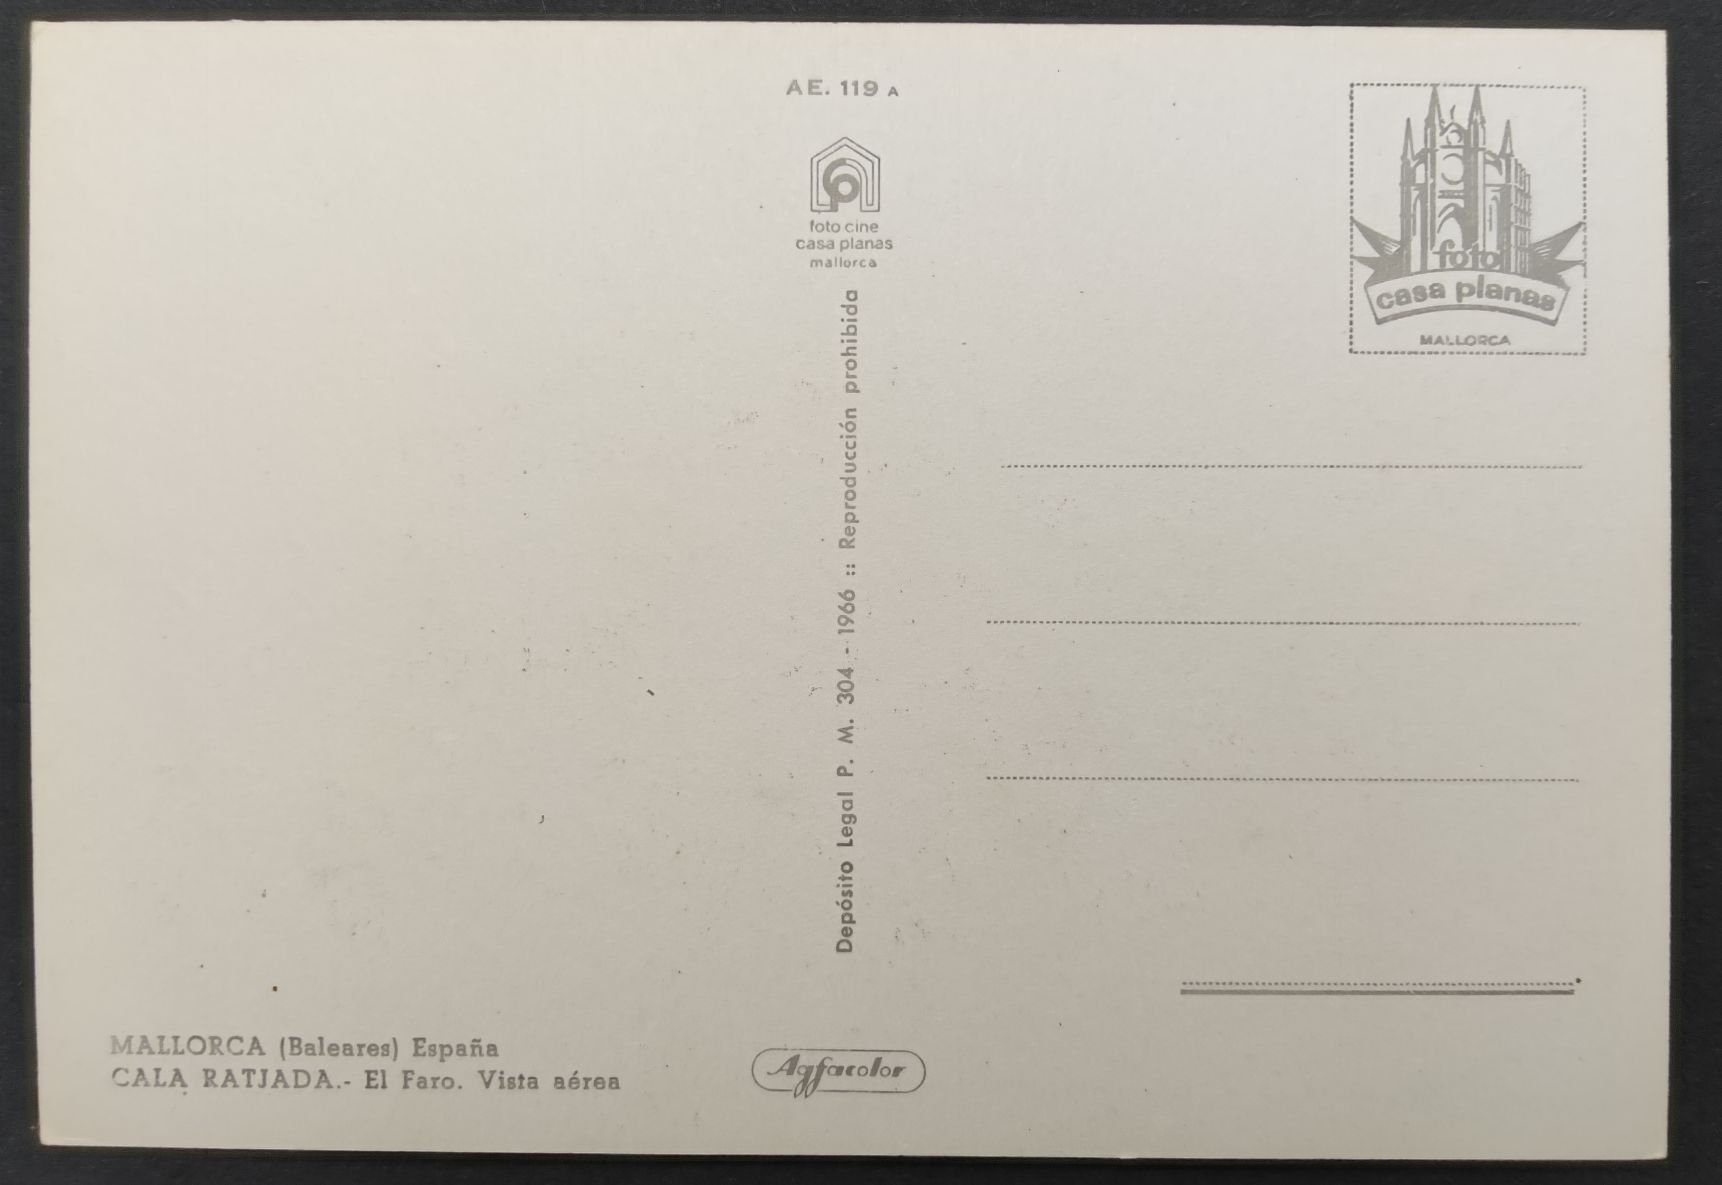 AE. 119 A
foto cine
casa planas
mallorca
foto
casa planas
MALLORCA
Depósito Legal P. M. 304 - 1966 :: Reproducción prohibida
MALLORCA (Baleares) España
CALA RATJADA.- El Faro. Vista aérea
Agfacolor